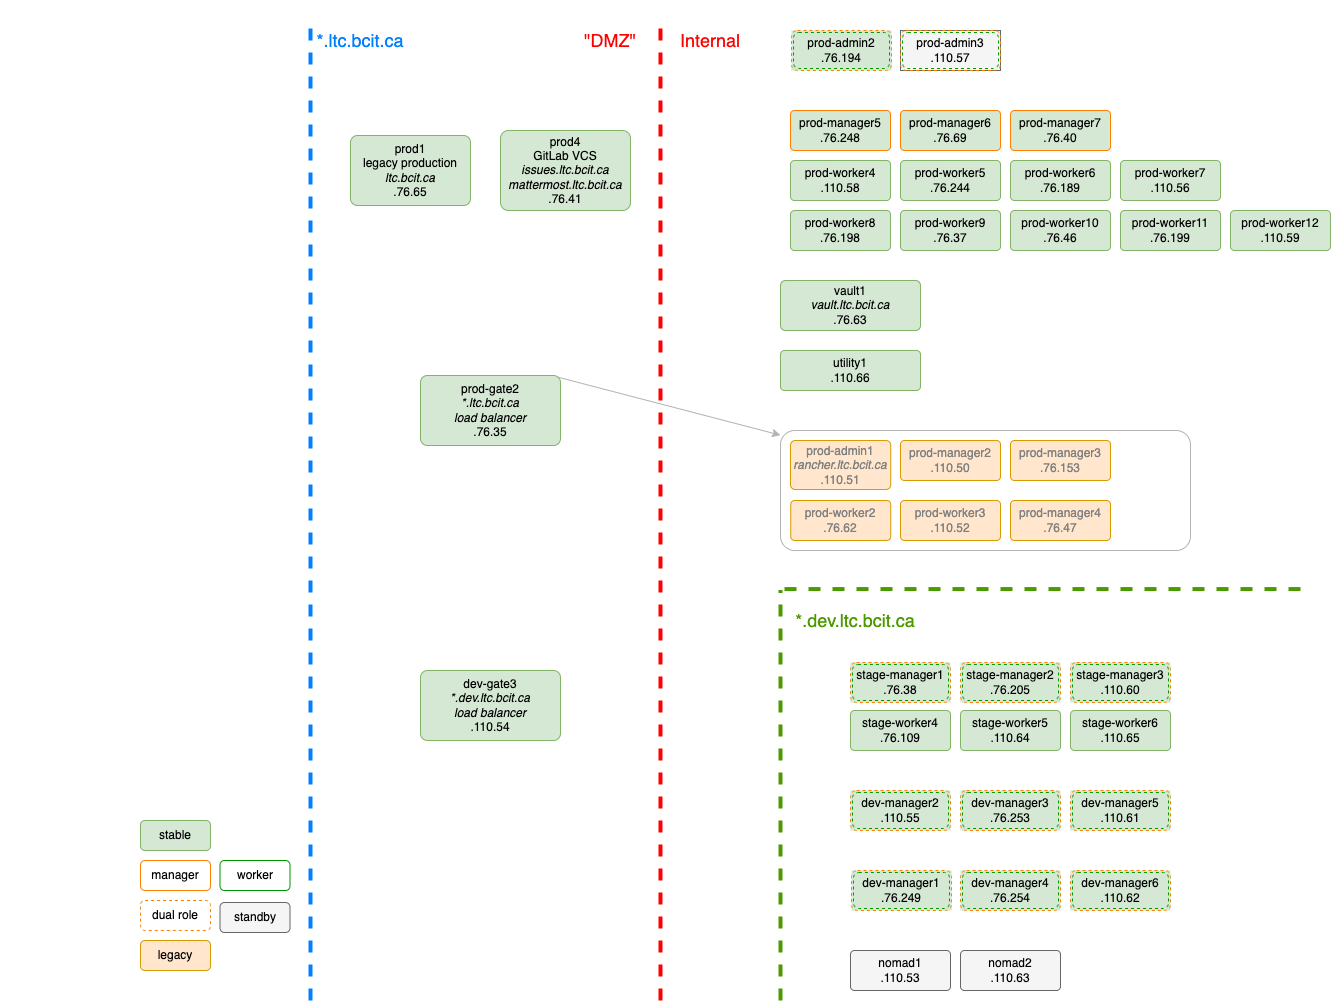 *.ltc.bcit.ca
"DMZ"
Internal
prod-admin2
.76.194
prod-admin3
.110.57
prod1
legacy production
ltc.bcit.ca
.76.65
prod4
GitLab VCS
issues.ltc.bcit.ca
mattermost.ltc.bcit.ca
.76.41
prod-manager5
.76.248
prod-manager6
.76.69
prod-manager7
.76.40
prod-worker4
.110.58
prod-worker5
.76.244
prod-worker6
.76.189
prod-worker7
.110.56
prod-worker8
.76.198
prod-worker9
.76.37
prod-worker10
.76.46
prod-worker11
.76.199
prod-worker12
.110.59
vault1
vault.ltc.bcit.ca
.76.63
utility1
.110.66
prod-gate2
*.ltc.bcit.ca
load balancer
.76.35
prod-admin1
rancher.ltc.bcit.ca
.110.51
prod-manager2
.110.50
prod-manager3
.76.153
prod-worker2
.76.62
prod-worker3
.110.52
prod-manager4
.76.47
*.dev.ltc.bcit.ca
dev-gate3
*.dev.ltc.bcit.ca
load balancer
.110.54
stage-manager1
.76.38
stage-manager2
.76.205
stage-manager3
.110.60
stage-worker4
.76.109
stage-worker5
.110.64
stage-worker6
.110.65
dev-manager2
.110.55
dev-manager3
.76.253
dev-manager5
.110.61
dev-manager1
.76.249
dev-manager4
.76.254
dev-manager6
.110.62
nomad1
.110.53
nomad2
.110.63
stable
manager
worker
dual role
standby
legacy